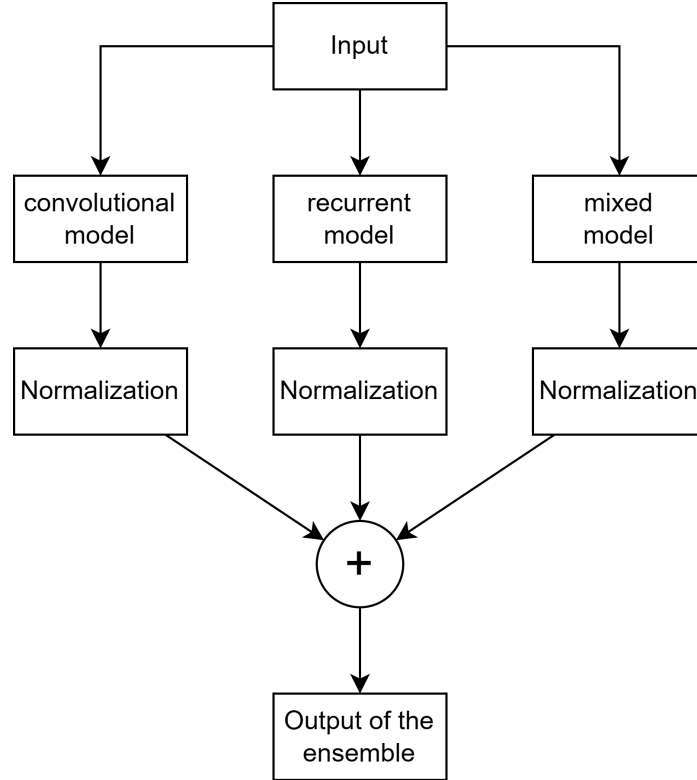 Input
convolutional
model
recurrent
model
mixed
model
Normalization
Normalization
Normalization
+
Output of the
ensemble